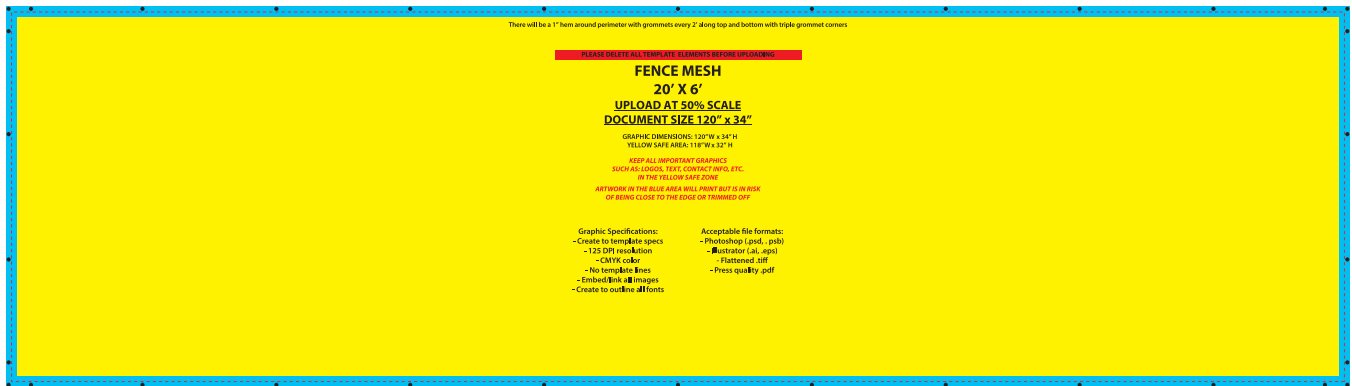 There will be a 1" hem around perimeter with grommets every 2' along top and bottom with triple grommet corners
PLEASE DELETE ALL TEMPLATE ELEMENTS BEFORE UPLOADING
FENCE MESH
20' X 6'
UPLOAD AT 50% SCALE
DOCUMENT SIZE 120" x 34"
GRAPHIC DIMENSIONS: 120"W x 34" H
YELLOW SAFE AREA: 118"W x 32" H
KEEP ALL IMPORTANT GRAPHICS
SUCH AS: LOGOS, TEXT, CONTACT INFO, ETC.
IN THE YELLOW SAFE ZONE
ARTWORK IN THE BLUE AREA WILL PRINT BUT IS IN RISK
OF BEING CLOSE TO THE EDGE OR TRIMMED OFF
Graphic Specifications:
- Create to template specs
- 125 DPI resolution
- CMYK color
- No template lines
- Embed/link all images
- Create to outline all fonts
Acceptable file formats:
- Photoshop (.psd, . psb)
- Illustrator (.ai, .eps)
- Flattened .tiff
- Press quality .pdf